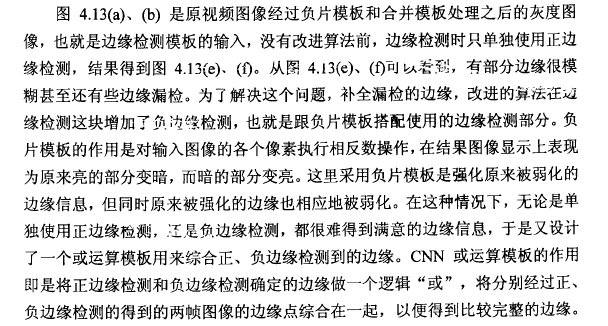 图 4.13(a)、(b) 是原视频图像经过负片模板和合并模板处理之后的灰度图
像，也就是边缘检测模板的输入，没有改进算法前，边缘检测时只单独使用正边
缘检测，结果得到图 4.13(e)、(f)。从图 4.13(e)、(f)可以看到，有部分边缘很模
糊甚至还有些边缘漏检。为了解决这个问题，补全漏检的边缘，改进的算法在边
缘检测这块增加了负边缘检测，也就是跟负片模板搭配使用的边缘检测部分。负
片模板的作用是对输入图像的各个像素执行相反数操作，在结果图像显示上表现
为原来亮的部分变暗，而暗的部分变亮。这里采用负片模板是强化原来被弱化的
边缘信息，但同时原来被强化的边缘也相应地被弱化。在这种情况下，无论是单
独使用正边缘检测，还是负边缘检测，都很难得到满意的边缘信息，于是又设计
了一个或运算模板用来综合正、负边缘检测到的边缘。CNN 或运算模板的作用
即是将正边缘检测和负边缘检测确定的边缘做一个逻辑“或”，将分别经过正、
负边缘检测的得到的两帧图像的边缘点综合在一起，以便得到比较完整的边缘。